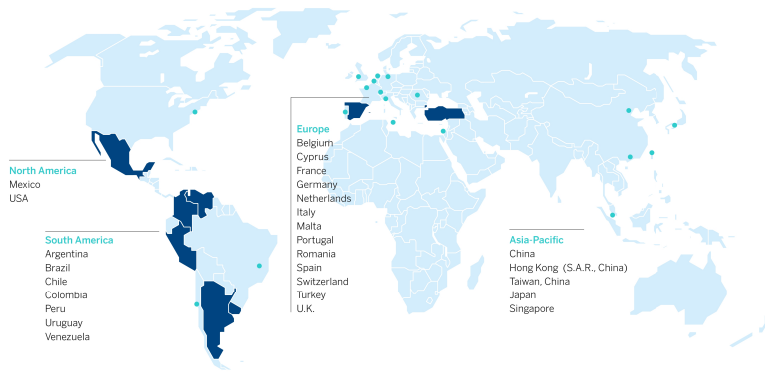 North America
Mexico
USA
South America
Argentina
Brazil
Chile
Colombia
Peru
Uruguay
Venezuela
Europe
Belgium
Cyprus
France
Germany
Netherlands
Italy
Malta
Portugal
Romania
Spain
Switzerland
Turkey
U.K.
Asia-Pacific
China
Hong Kong (S.A.R., China)
Taiwan, China
Japan
Singapore